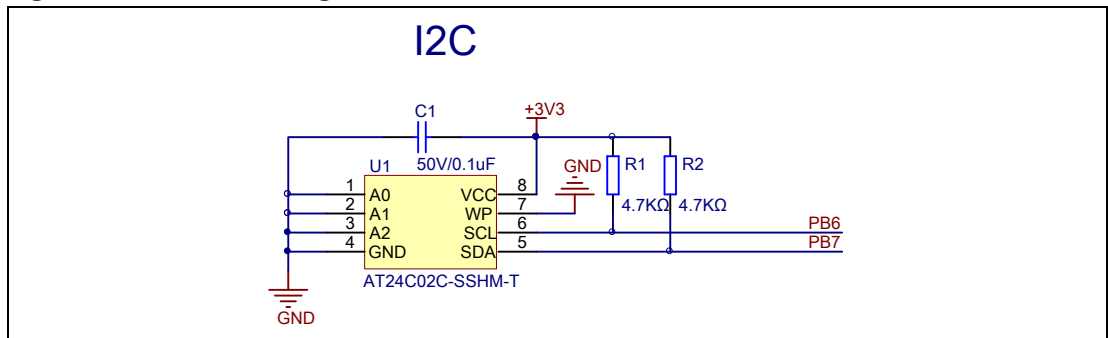 I2C
C1
+3V3
U1
50V/0.1uF
GND
R1
R2
1
A0
VCC
8
2
A1
WP
7
4.7KΩ
4.7KΩ
3
A2
SCL
6
PB6
4
GND
SDA
5
PB7
AT24C02C-SSHM-T
GND